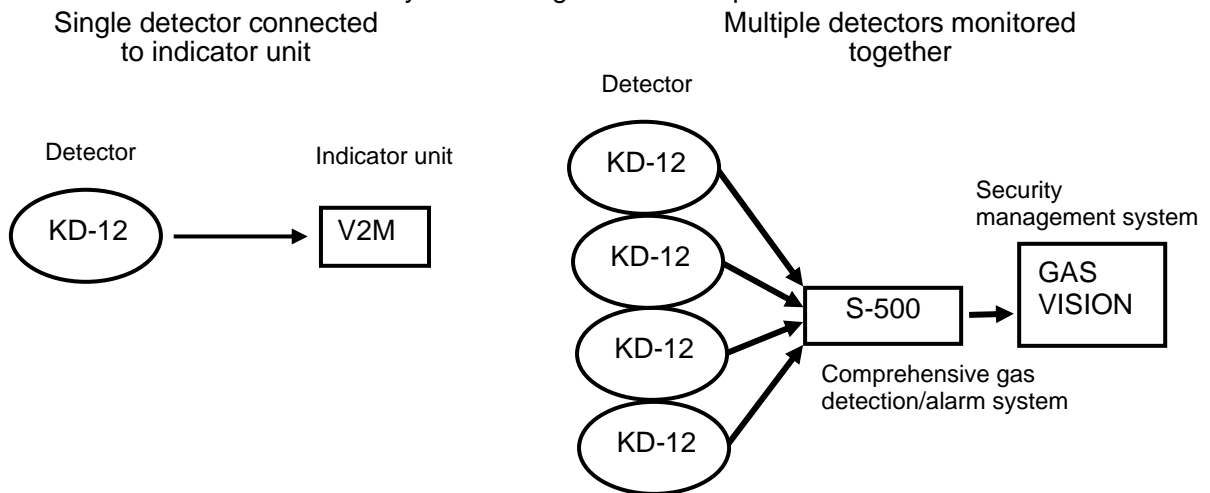 Single detector connected
to indicator unit
Detector
Indicator unit
KD-12
V2M
Multiple detectors monitored
together
Detector
KD-12
KD-12
KD-12
KD-12
S-500
Comprehensive gas
detection/alarm system
Security
management system
GAS
VISION